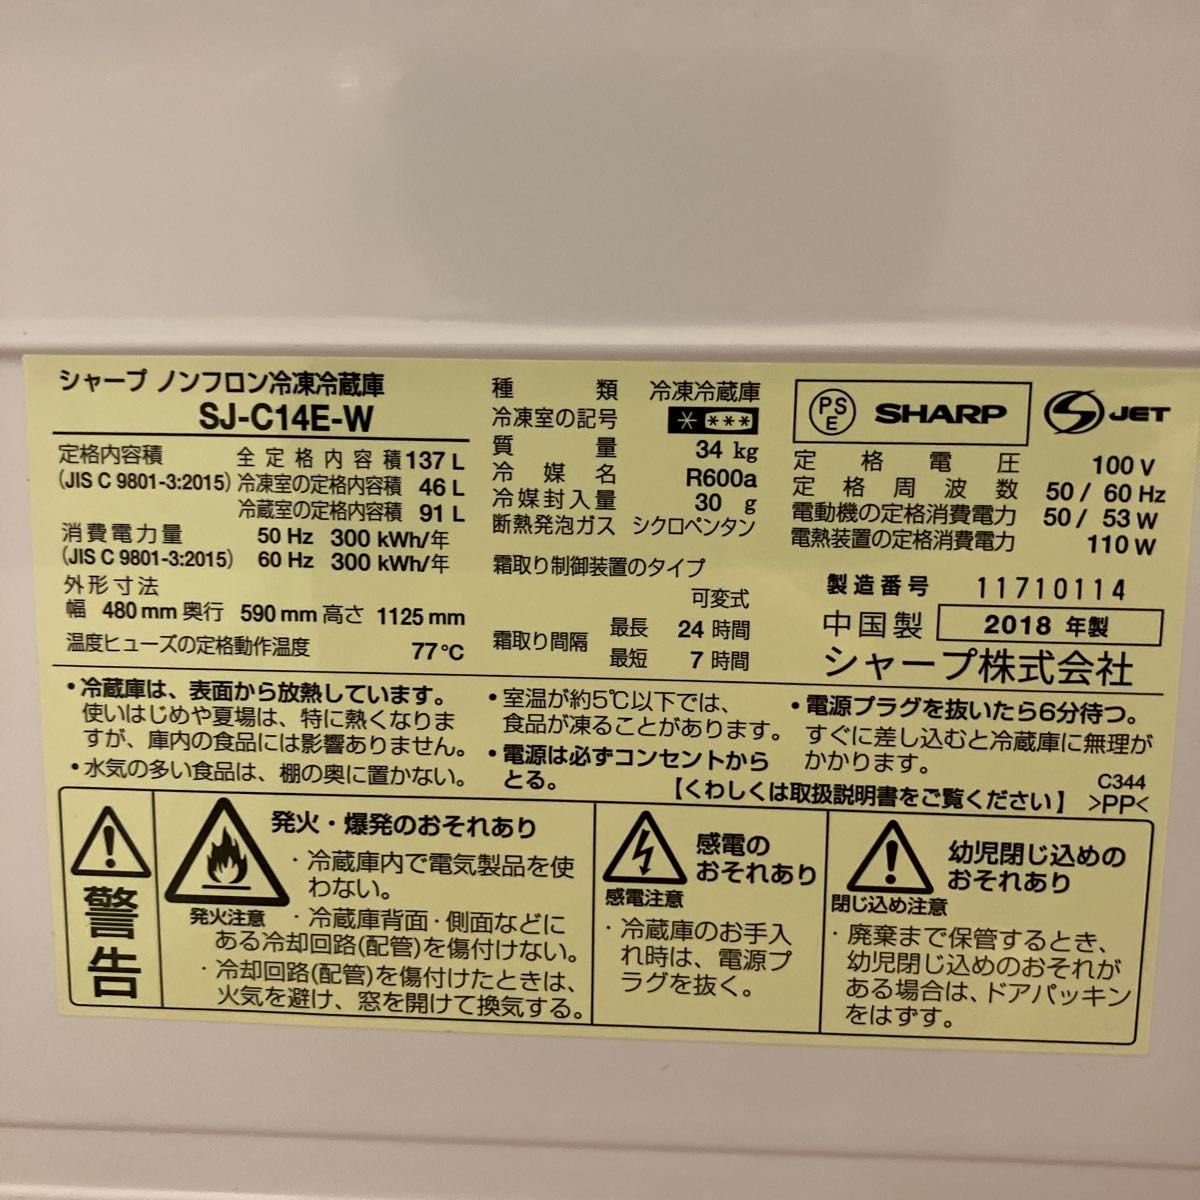 シャープ ノンフロン冷凍冷蔵庫
SJ-C14E-W
定格内容積 全定格内容積 137 L
(JIS C 9801-3:2015) 冷凍室の定格内容積 46 L
冷蔵室の定格内容積 91 L
消費電力量 50 Hz 300 kWh/年
(JIS C 9801-3:2015) 60 Hz 300 kWh/年
外形寸法
幅 480 mm 奥行 590 mm 高さ 1125 mm
温度ヒューズの定格動作温度 77℃
種類 冷凍冷蔵庫
冷凍室の記号 * ***
質量 34 kg
冷媒名 R600a
冷媒封入量 30 g
断熱発泡ガス シクロペンタン
霜取り制御装置のタイプ
可変式
霜取り間隔 最長 24 時間
最短 7 時間
PSE SHARP S JET
定格電圧 100 V
定格周波数 50 / 60 Hz
電動機の定格消費電力 50 / 53 W
電熱装置の定格消費電力 110 W
製造番号 11710114
中国製 2018 年製
シャープ株式会社
・冷蔵庫は、表面から放熱しています。
使いはじめや夏場は、特に熱くなりま
すが、庫内の食品には影響ありません。
・水気の多い食品は、棚の奥に置かない。
・室温が約5℃以下では、
食品が凍ることがあります。
・電源は必ずコンセントから
とる。
・電源プラグを抜いたら6分待つ。
すぐに差し込むと冷蔵庫に無理が
かかります。
【くわしくは取扱説明書をご覧ください】
C344
>PP<
警告
発火注意
発火・爆発のおそれあり
・冷蔵庫内で電気製品を使
わない。
・冷蔵庫背面・側面などに
ある冷却回路(配管)を傷付けない。
・冷却回路(配管)を傷付けたときは、
火気を避け、窓を開けて換気する。
感電注意
感電の
おそれあり
・冷蔵庫のお手入
れ時は、電源プ
ラグを抜く。
閉じ込め注意
幼児閉じ込めの
おそれあり
・廃棄まで保管するとき、
幼児閉じ込めのおそれが
ある場合は、ドアパッキン
をはずす。